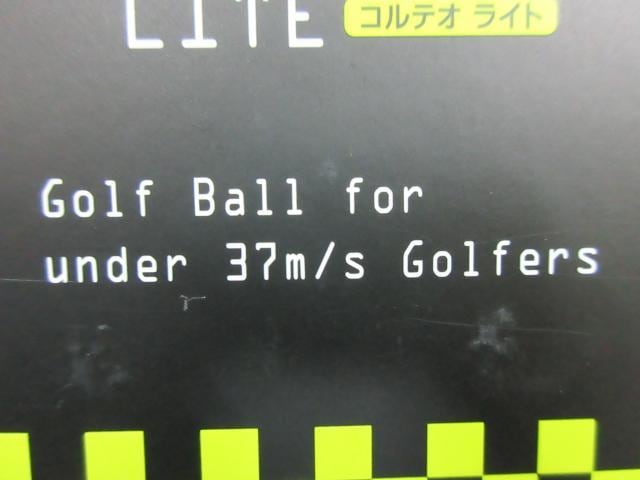 LITE コルテオ ライト
Golf Ball for
under 37m/s Golfers